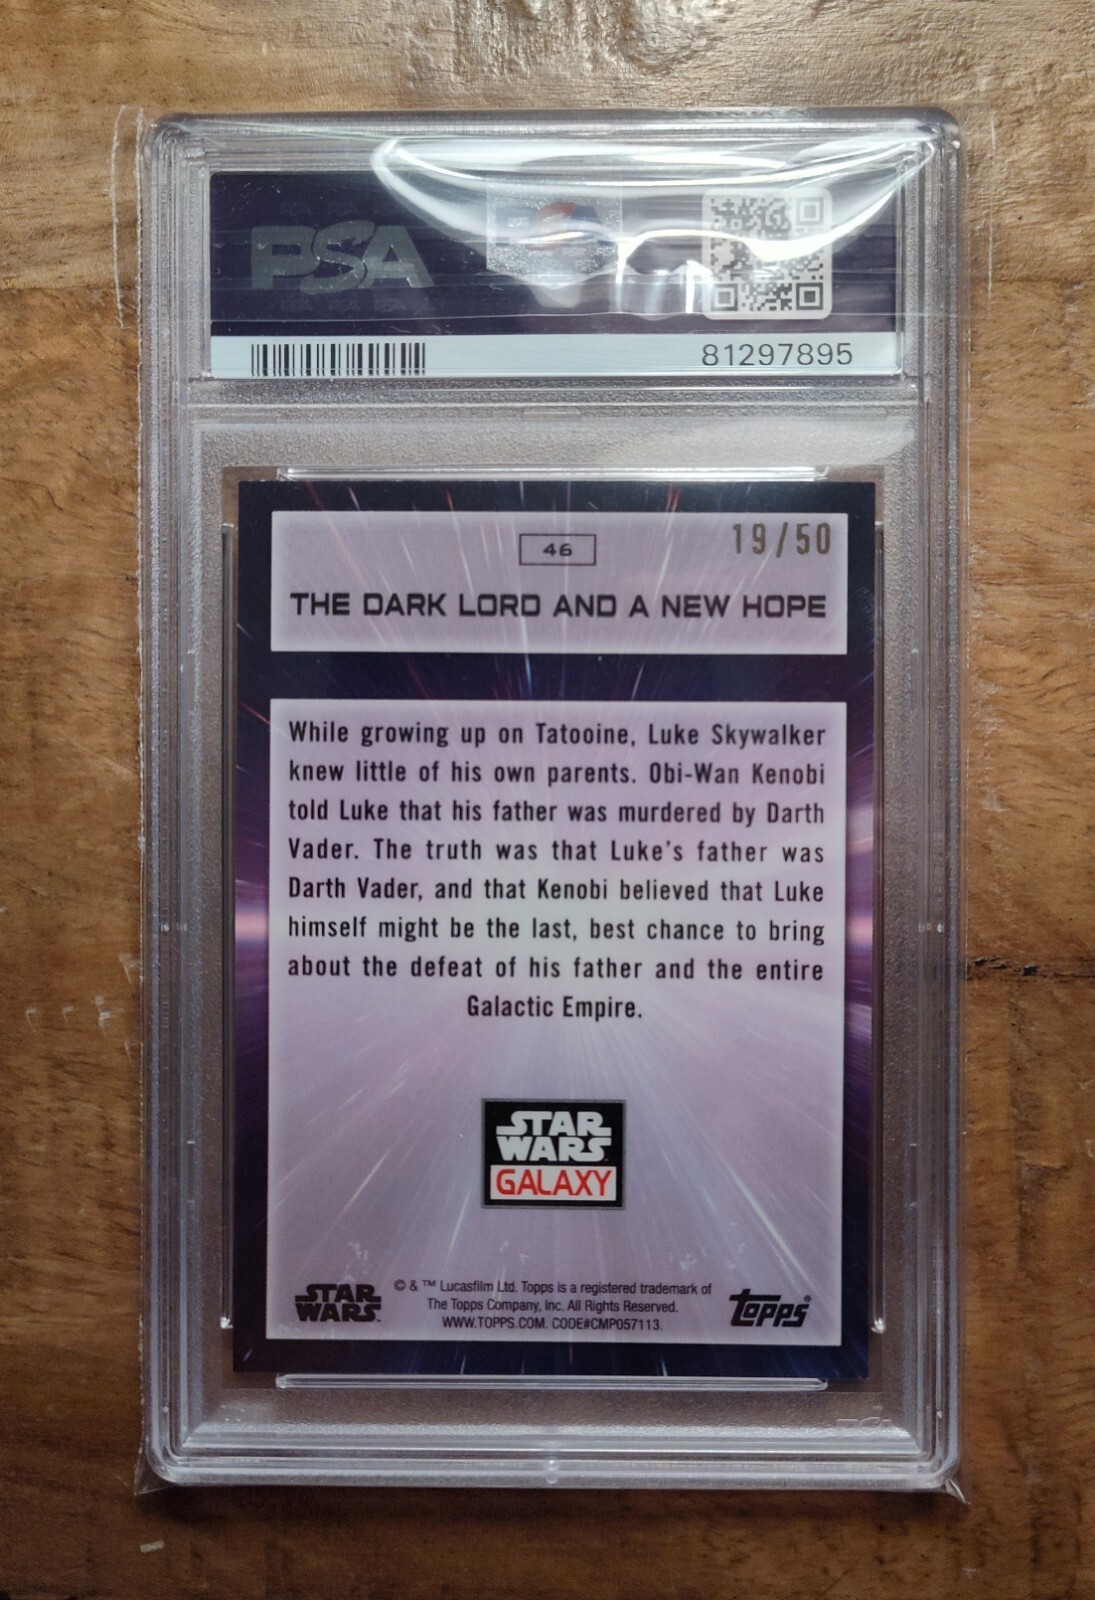 PSA
PSA
81297895
46
19/50
THE DARK LORD AND A NEW HOPE
While growing up on Tatooine, Luke Skywalker
knew little of his own parents. Obi-Wan Kenobi
told Luke that his father was murdered by Darth
Vader. The truth was that Luke's father was
Darth Vader, and that Kenobi believed that Luke
himself might be the last, best chance to bring
about the defeat of his father and the entire
Galactic Empire.
STAR
WARS
GALAXY
STAR
WARS
© & ™ Lucasfilm Ltd. Topps is a registered trademark of
The Topps Company, Inc. All Rights Reserved.
WWW.TOPPS.COM. CODE#CMP057113.
Topps®